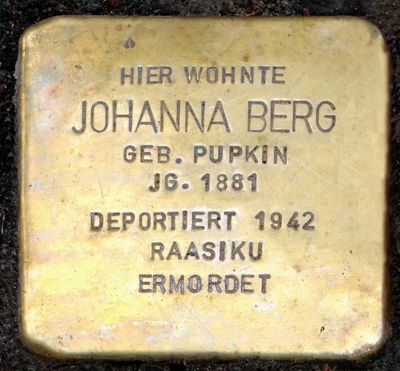 HIER WOHNTE
JOHANNA BERG
GEB. PUPKIN
JG. 1881
DEPORTIERT 1942
RAASIKU
ERMORDET